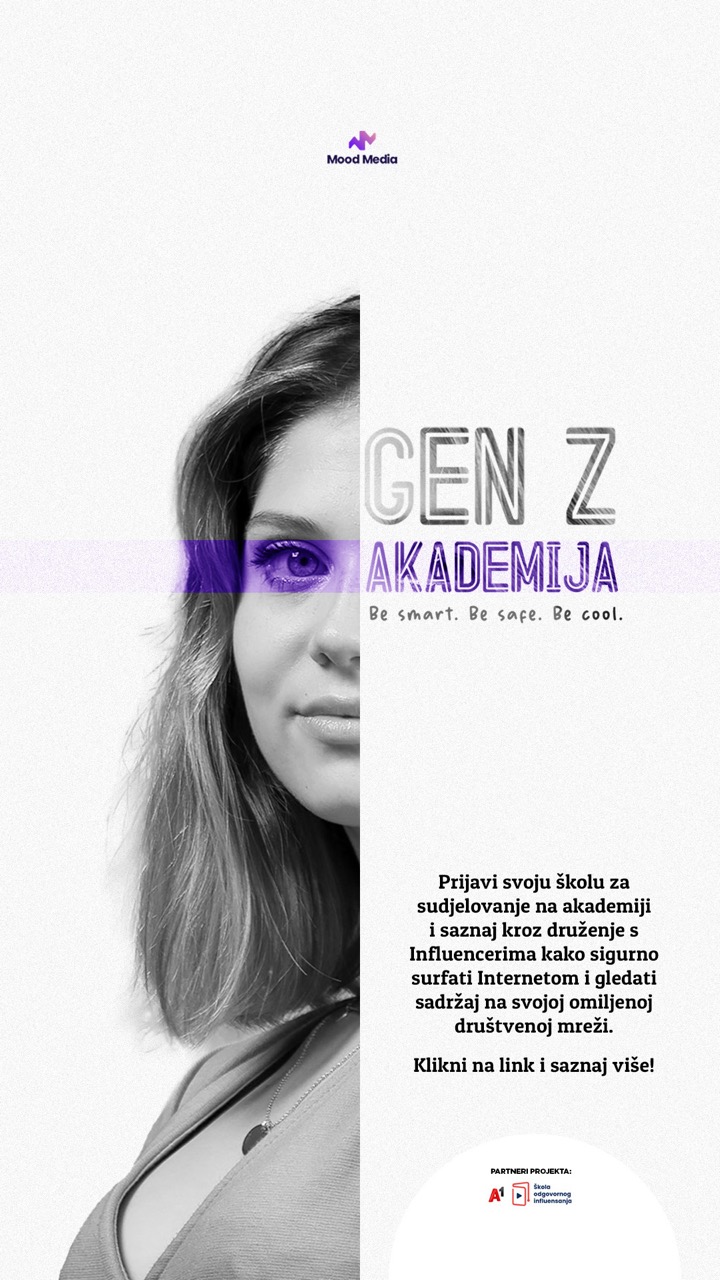 Mood Media
GEN Z
AKADEMIJA
Be smart. Be safe. Be cool.
Prijavi svoju školu za
sudjelovanje na akademiji
i saznaj kroz druženje s
Influencerima kako sigurno
surfati Internetom i gledati
sadržaj na svojoj omiljenoj
društvenoj mreži.
Klikni na link i saznaj više!
PARTNERI PROJEKTA:
A1
Škola
odgovornog
influensanja